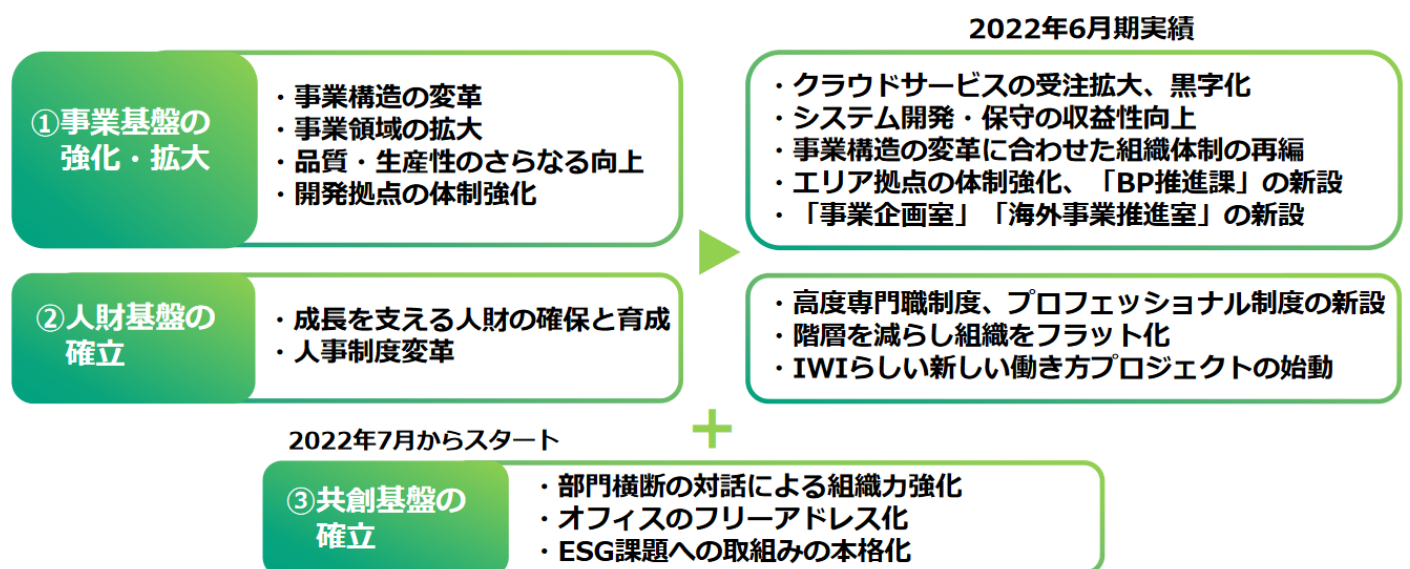 2022年6月期実績
①事業基盤の
強化・拡大
・事業構造の変革
・事業領域の拡大
・品質・生産性のさらなる向上
・開発拠点の体制強化
・クラウドサービスの受注拡大、黒字化
・システム開発・保守の収益性向上
・事業構造の変革に合わせた組織体制の再編
・エリア拠点の体制強化、「BP推進課」の新設
・「事業企画室」「海外事業推進室」の新設
②人財基盤の
確立
・成長を支える人財の確保と育成
・人事制度変革
・高度専門職制度、プロフェッショナル制度の新設
・階層を減らし組織をフラット化
・IWIらしい新しい働き方プロジェクトの始動
+
2022年7月からスタート
③共創基盤の
確立
・部門横断の対話による組織力強化
・オフィスのフリーアドレス化
・ESG課題への取組みの本格化